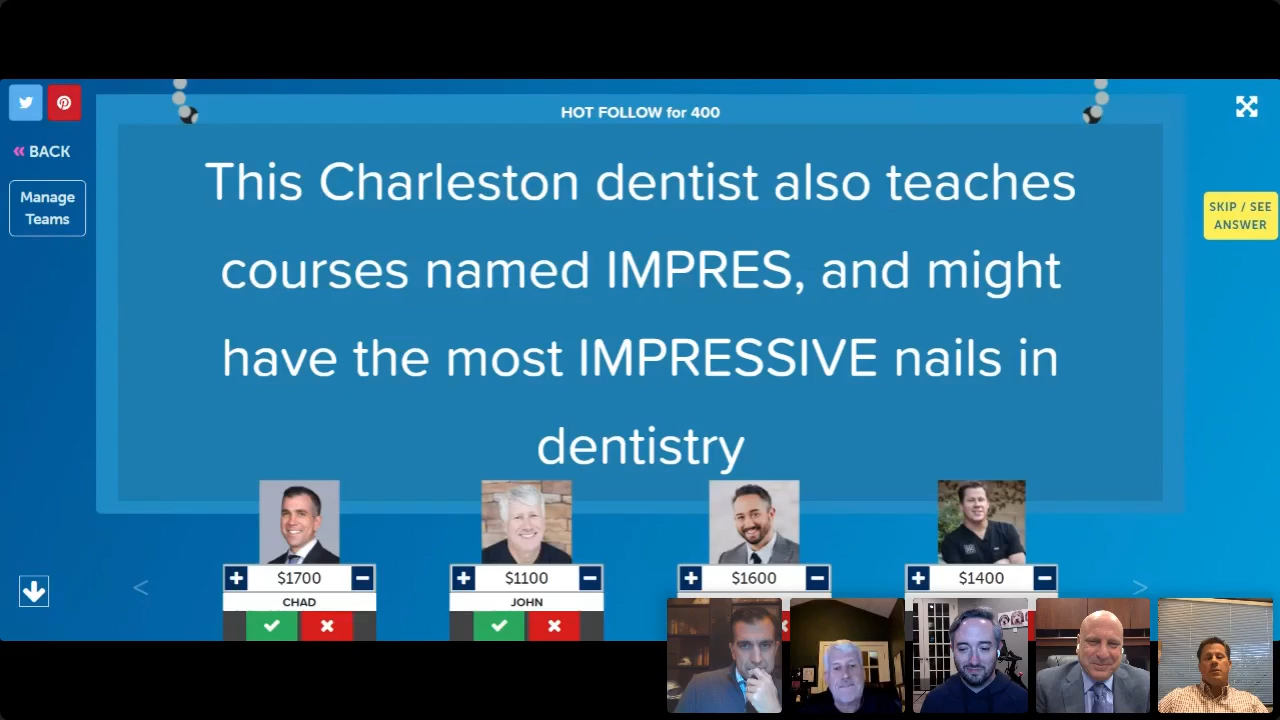 HOT FOLLOW for 400
« BACK
Manage
Teams
This Charleston dentist also teaches
courses named IMPRES, and might
have the most IMPRESSIVE nails in
dentistry
SKIP / SEE
ANSWER
$1700
$1100
$1600
$1400
CHAD
JOHN